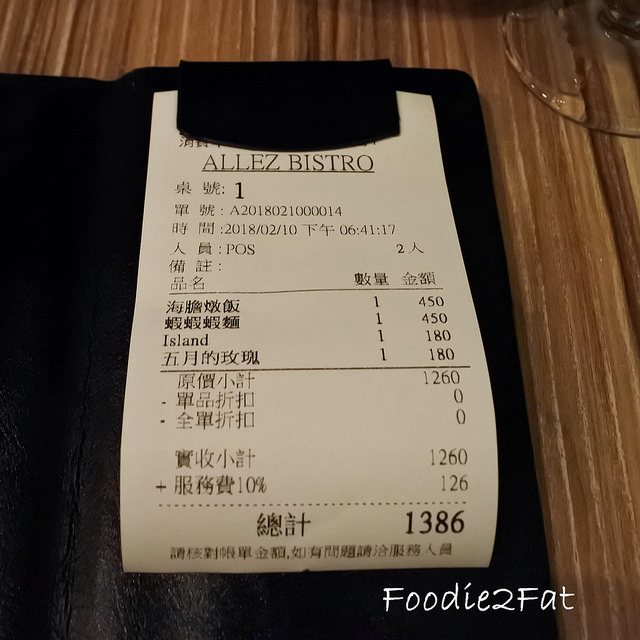 ALLEZ BISTRO
桌 號: 1
單 號 : A2018021000014
時 間 :2018/02/10 下午 06:41:17
人 員 : POS 2 人
備 註 :
品名 數量 金額
海膽燉飯 1 450
蝦蝦蝦麵 1 450
Island 1 180
五月的玫瑰 1 180
原價小計 1260
- 單品折扣 0
- 全單折扣 0
實收小計 1260
+ 服務費10% 126
總計 1386
請核對帳單金額,如有問題請洽服務人員
Foodie2Fat